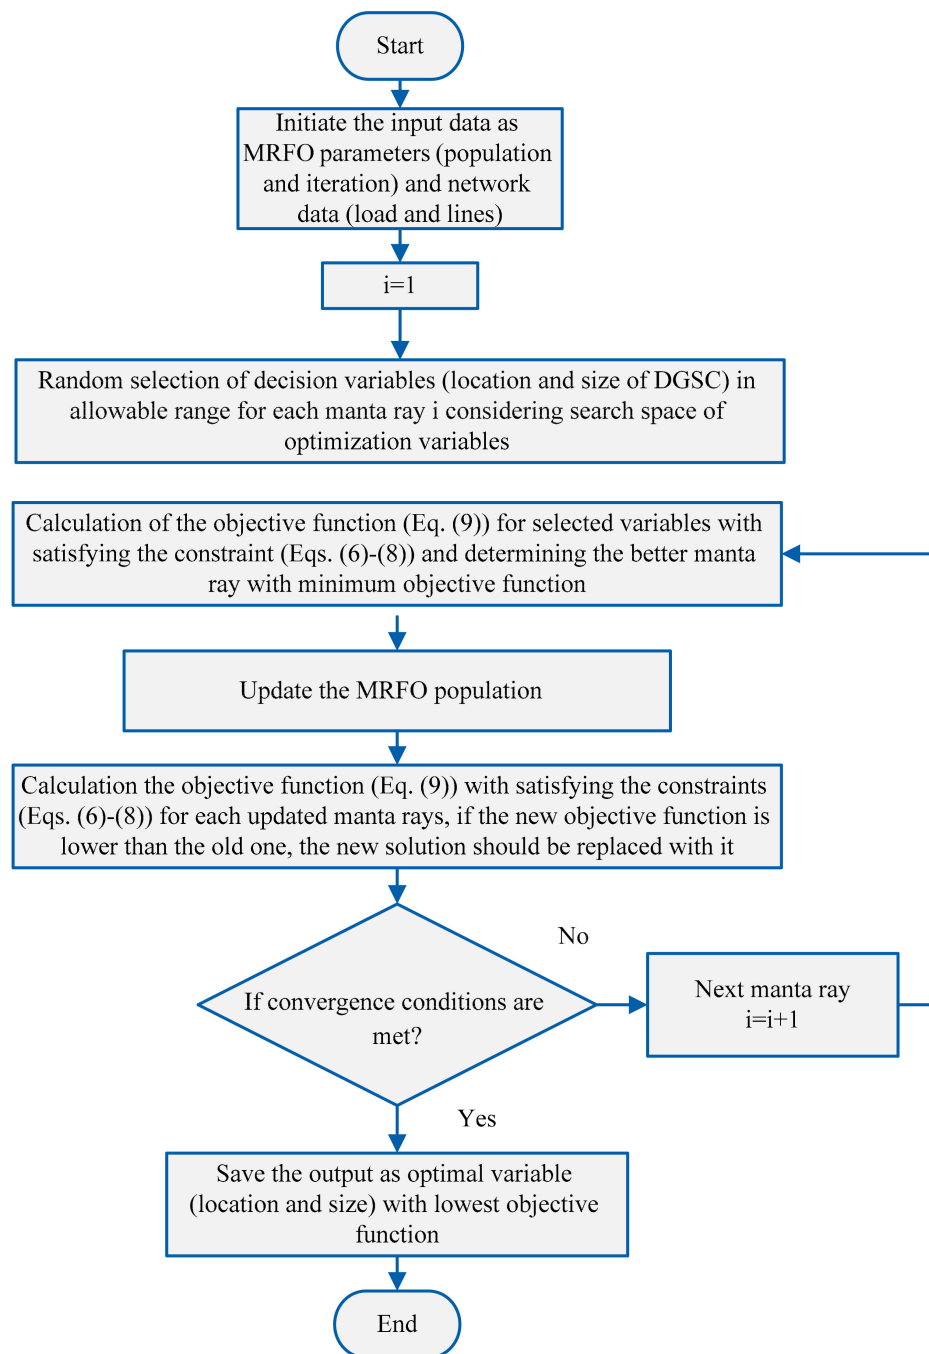 Start
Initiate the input data as
MRFO parameters (population
and iteration) and network
data (load and lines)
i=1
Random selection of decision variables (location and size of DGSC) in
allowable range for each manta ray i considering search space of
optimization variables
Calculation of the objective function (Eq. (9)) for selected variables with
satisfying the constraint (Eqs. (6)-(8)) and determining the better manta
ray with minimum objective function
Update the MRFO population
Calculation the objective function (Eq. (9)) with satisfying the constraints
(Eqs. (6)-(8)) for each updated manta rays, if the new objective function is
lower than the old one, the new solution should be replaced with it
If convergence conditions are
met?
No
Next manta ray
i=i+1
Yes
Save the output as optimal variable
(location and size) with lowest objective
function
End